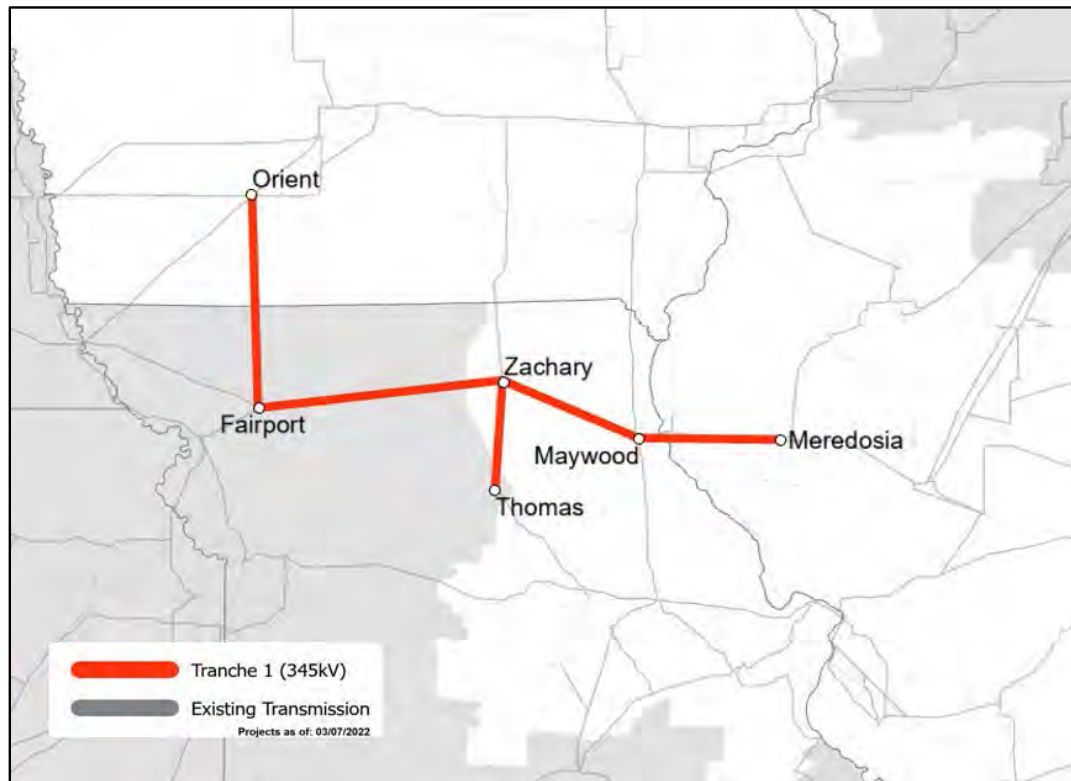 Orient
Zachary
Fairport
Maywood
Meredosia
Thomas
Tranche 1 (345kV)
Existing Transmission
Projects as of: 03/07/2022